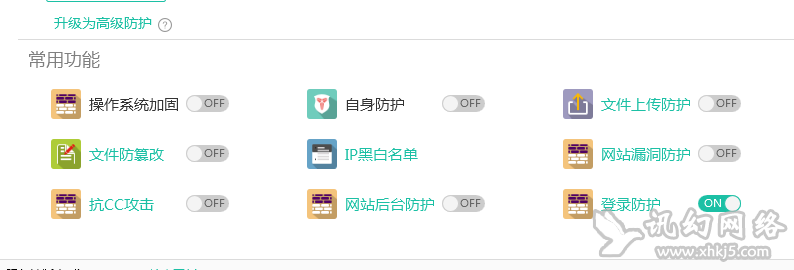 升级为高级防护 ?
常用功能
操作系统加固 OFF 自身防护 OFF 文件上传防护 OFF
文件防篡改 OFF IP黑白名单 网站漏洞防护 OFF
抗CC攻击 OFF 网站后台防护 OFF 登录防护 ON
讯幻网络
www.xhkj5.com